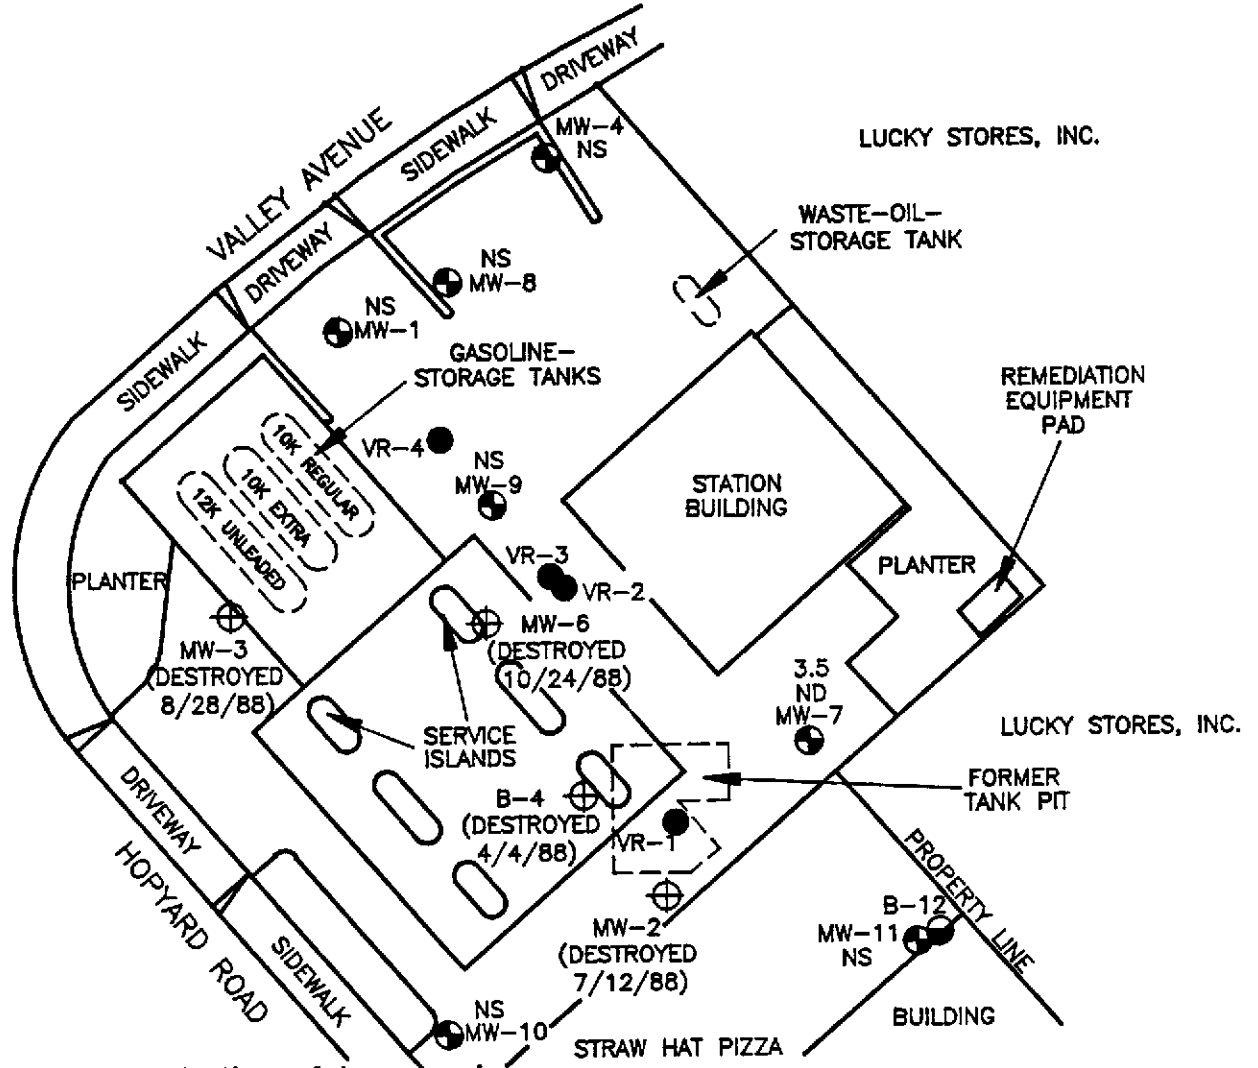 DRIVEWAY
SIDEWALK
VALLEY AVENUE
DRIVEWAY
SIDEWALK
MW-4
NS
LUCKY STORES, INC.
WASTE-OIL-
STORAGE TANK
NS
MW-8
NS
MW-1
GASOLINE-
STORAGE TANKS
REMEDIATION
EQUIPMENT
PAD
VR-4
10K REGULAR
10K EXTRA
12K UNLEADED
NS
MW-9
STATION
BUILDING
VR-3
VR-2
PLANTER
PLANTER
MW-3
(DESTROYED
8/28/88)
MW-6
(DESTROYED
10/24/88)
3.5
ND
MW-7
SERVICE
ISLANDS
LUCKY STORES, INC.
FORMER
TANK PIT
B-4
(DESTROYED
4/4/88)
VR-1
DRIVEWAY
HOPYARD ROAD
SIDEWALK
MW-2
(DESTROYED
7/12/88)
PROPERTY LINE
B-12
MW-11
NS
BUILDING
NS
MW-10
STRAW HAT PIZZA